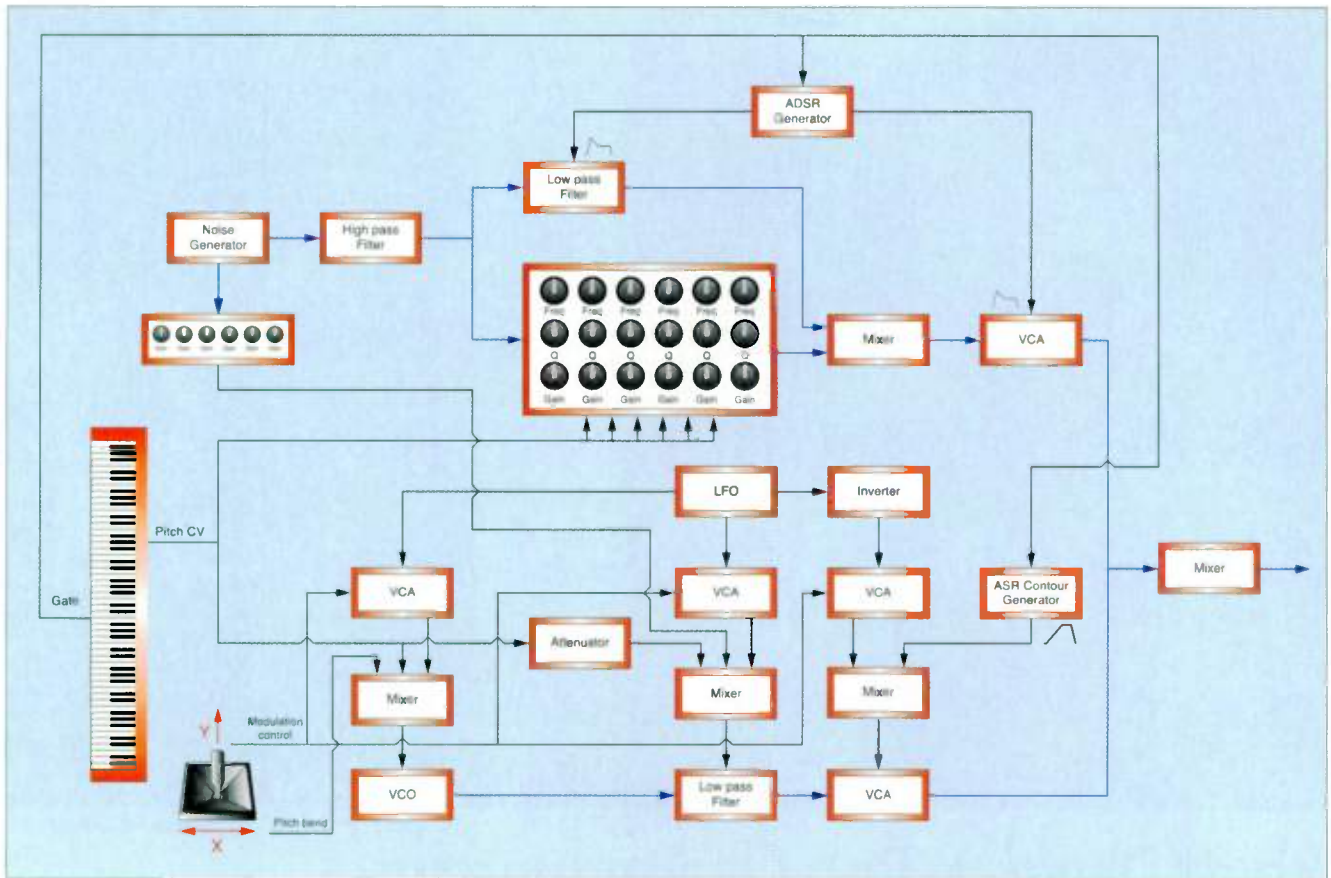 ADSR
Generator
Low pass
Filter
Noise
Generator
High pass
Filter
Freq Freq Freq Freq Freq Freq
Q Q Q Q Q Q
Gain Gain Gain Gain Gain Gain
Mixer
VCA
LFO
Inverter
Pitch CV
Gate
VCA
VCA
VCA
ASR Contour
Generator
Mixer
Attenuator
Mixer
Mixer
Mixer
Modulation
control
Y
VCO
Low pass
Filter
VCA
Pitch bend
X